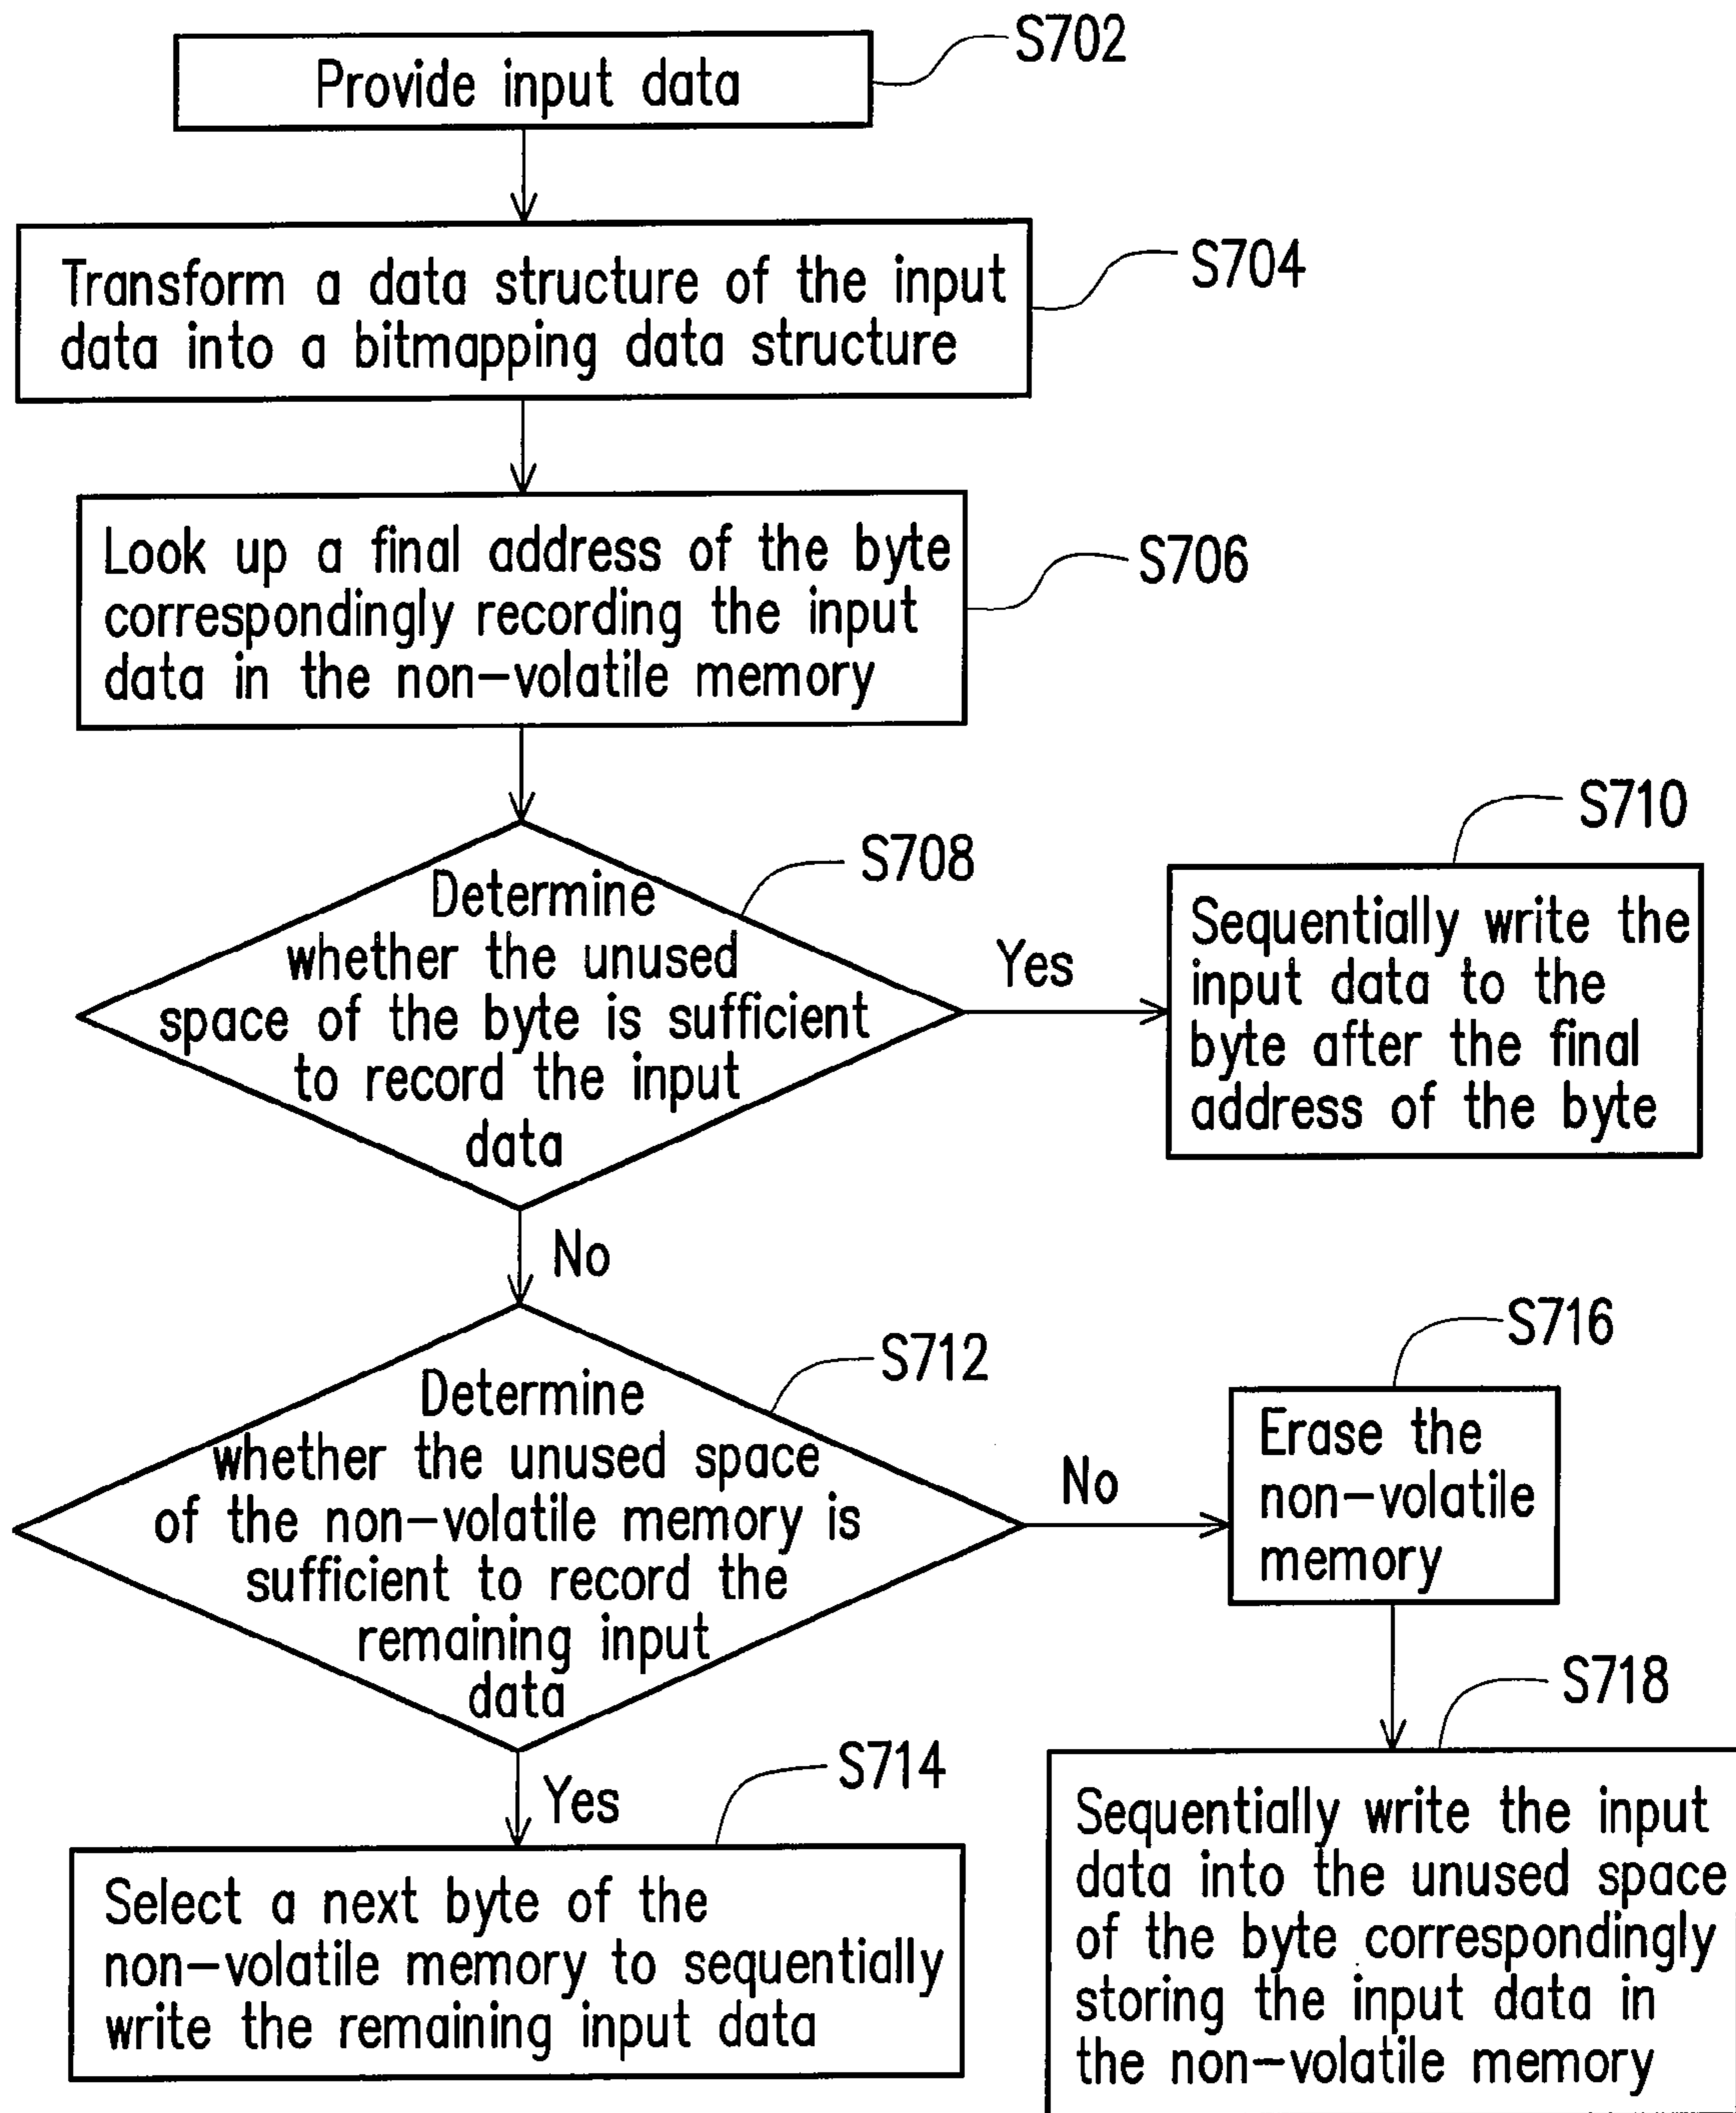 S702
Provide input data
S704
Transform a data structure of the input
data into a bitmapping data structure
S706
Look up a final address of the byte
correspondingly recording the input
data in the non-volatile memory
S708
Determine
whether the unused
space of the byte is sufficient
to record the input
data
Yes
S710
Sequentially write the
input data to the
byte after the final
address of the byte
No
S712
Determine
whether the unused space
of the non-volatile memory is
sufficient to record the
remaining input
data
No
S716
Erase the
non-volatile
memory
Yes
S714
Select a next byte of the
non-volatile memory to sequentially
write the remaining input data
S718
Sequentially write the input
data into the unused space
of the byte correspondingly
storing the input data in
the non-volatile memory